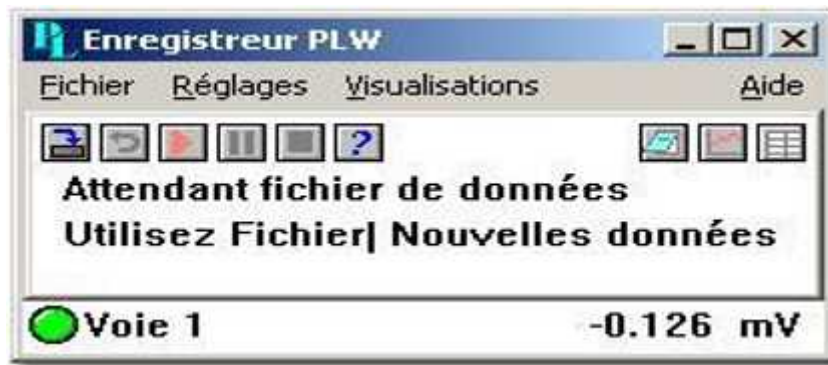 Enregistreur PLW
Fichier Réglages Visualisations Aide
?
Attendant fichier de données
Utilisez Fichier| Nouvelles données
Voie 1 -0.126 mV